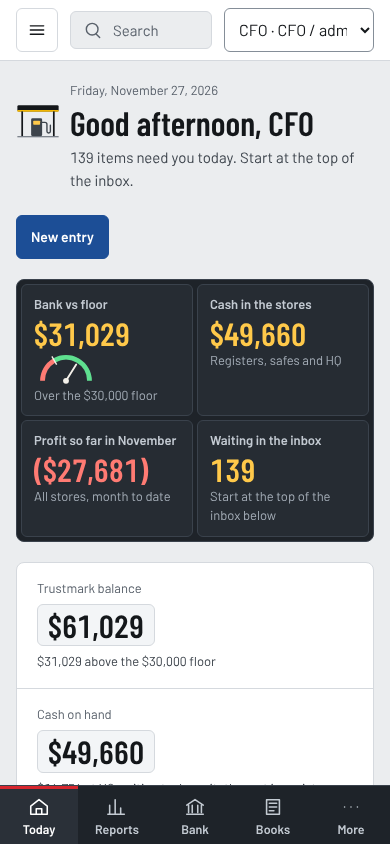 Search
CFO · CFO / adm
Friday, November 27, 2026
Good afternoon, CFO
139 items need you today. Start at the top of
the inbox.
New entry
Bank vs floor
$31,029
Over the $30,000 floor
Cash in the stores
$49,660
Registers, safes and HQ
Profit so far in November
($27,681)
All stores, month to date
Waiting in the inbox
139
Start at the top of the
inbox below
Trustmark balance
$61,029
$31,029 above the $30,000 floor
Cash on hand
$49,660
Today
Reports
Bank
Books
More